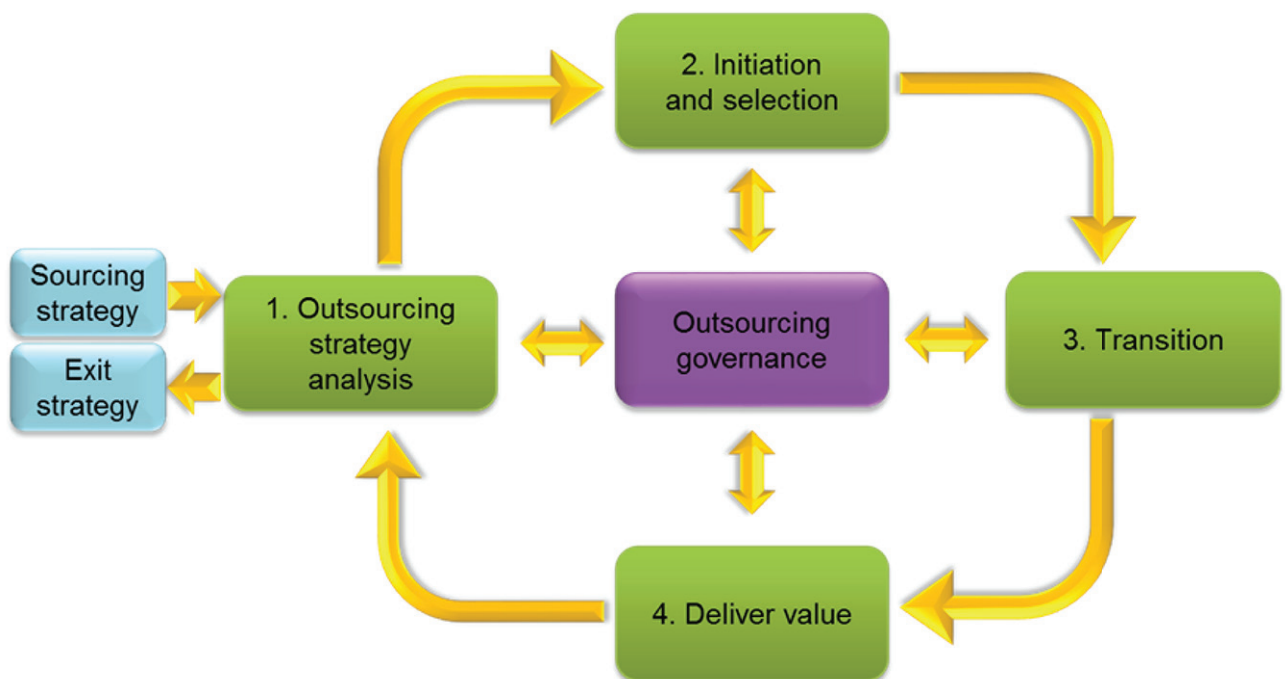 2. Initiation
and selection
Sourcing
strategy
Exit
strategy
1. Outsourcing
strategy
analysis
Outsourcing
governance
3. Transition
4. Deliver value